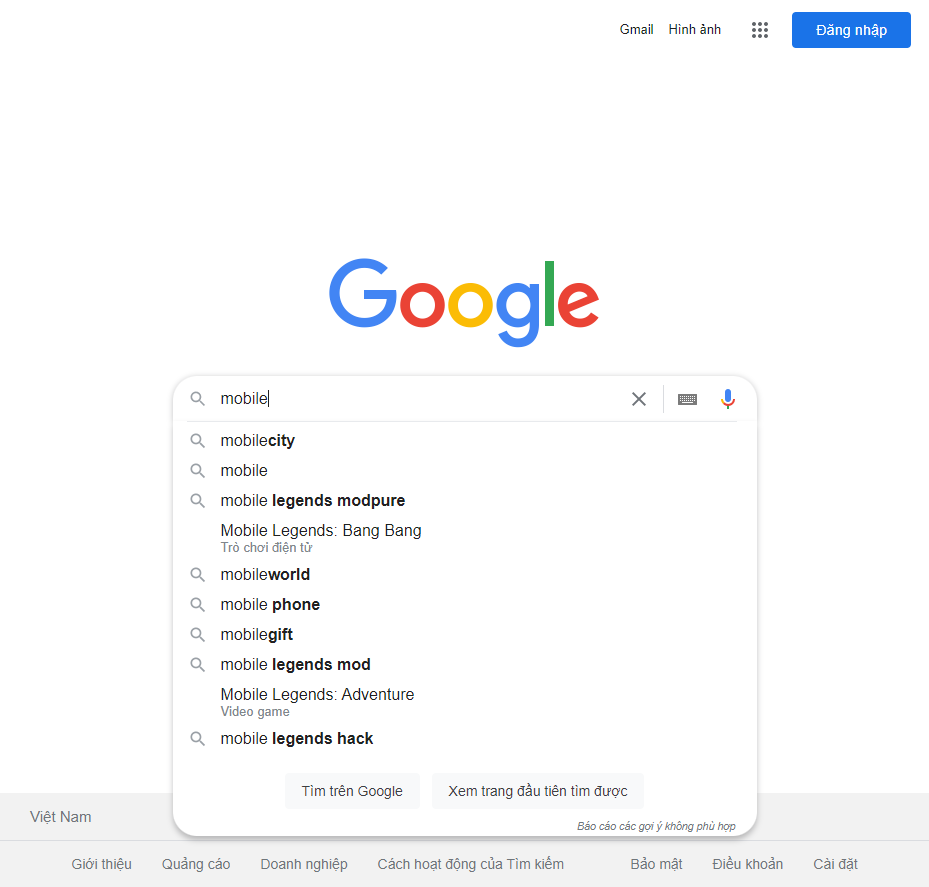 Gmail Hình ảnh Đăng nhập
Google
mobile
mobilecity
mobile
mobile legends modpure
Mobile Legends: Bang Bang
Trò chơi điện tử
mobileworld
mobile phone
mobilegift
mobile legends mod
Mobile Legends: Adventure
Video game
mobile legends hack
Tìm trên Google Xem trang đầu tiên tìm được
Báo cáo các gợi ý không phù hợp
Việt Nam
Giới thiệu Quảng cáo Doanh nghiệp Cách hoạt động của Tìm kiếm Bảo mật Điều khoản Cài đặt